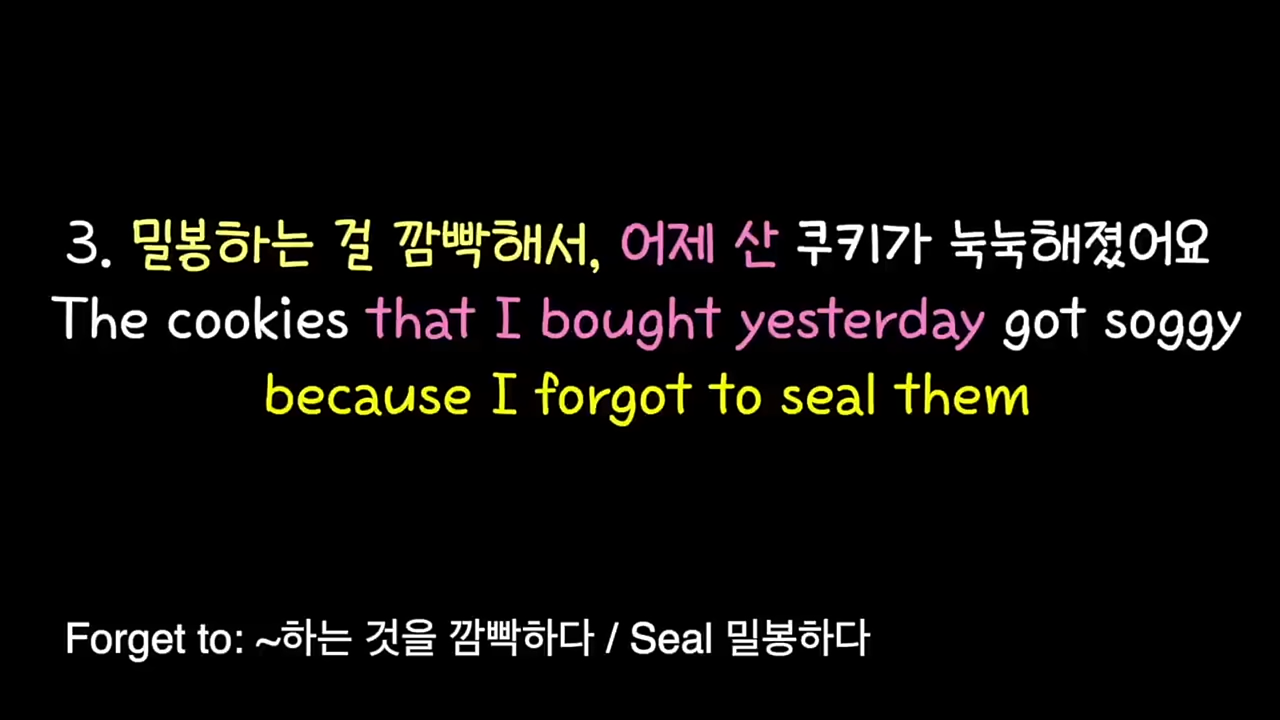 3. 밀봉하는 걸 깜빡해서, 어제 산 쿠키가 눅눅해졌어요
The cookies that I bought yesterday got soggy
because I forgot to seal them
Forget to: ~하는 것을 깜빡하다 / Seal 밀봉하다